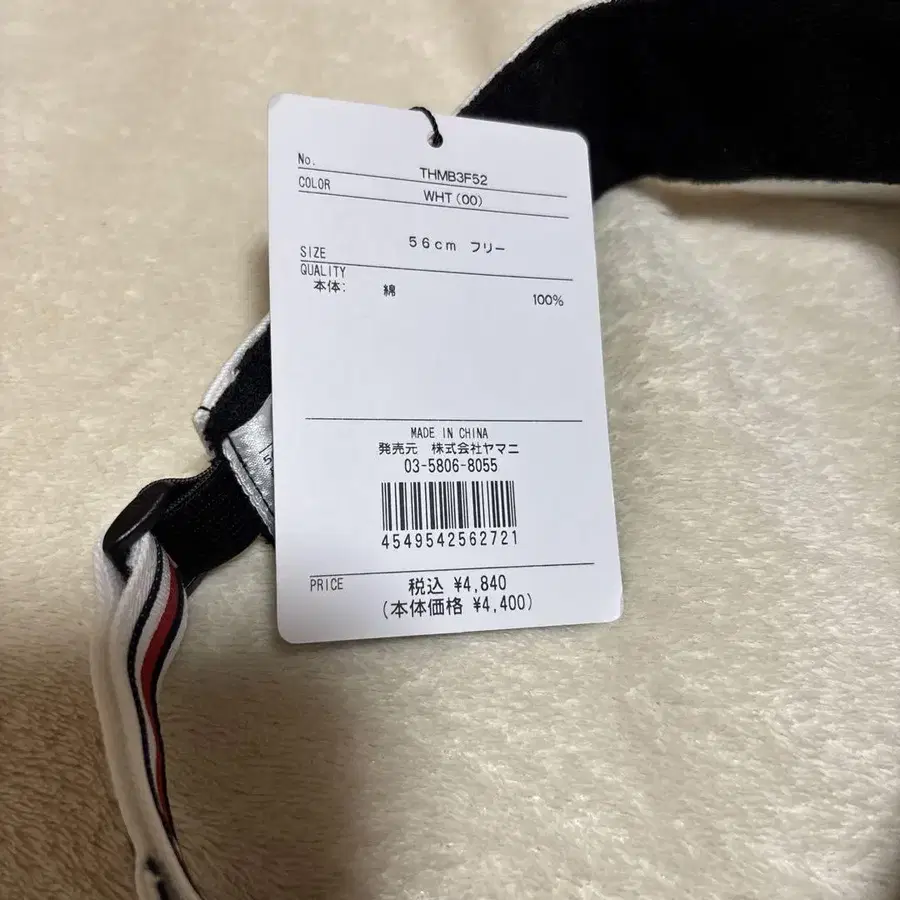 No. THMB3F52
COLOR WHT(00)
SIZE 56cm フリー
QUALITY
本体: 綿 100%
MADE IN CHINA
発売元 株式会社ヤマニ
03-5806-8055
4549542562721
PRICE 税込 ¥4,840
(本体価格 ¥4,400)